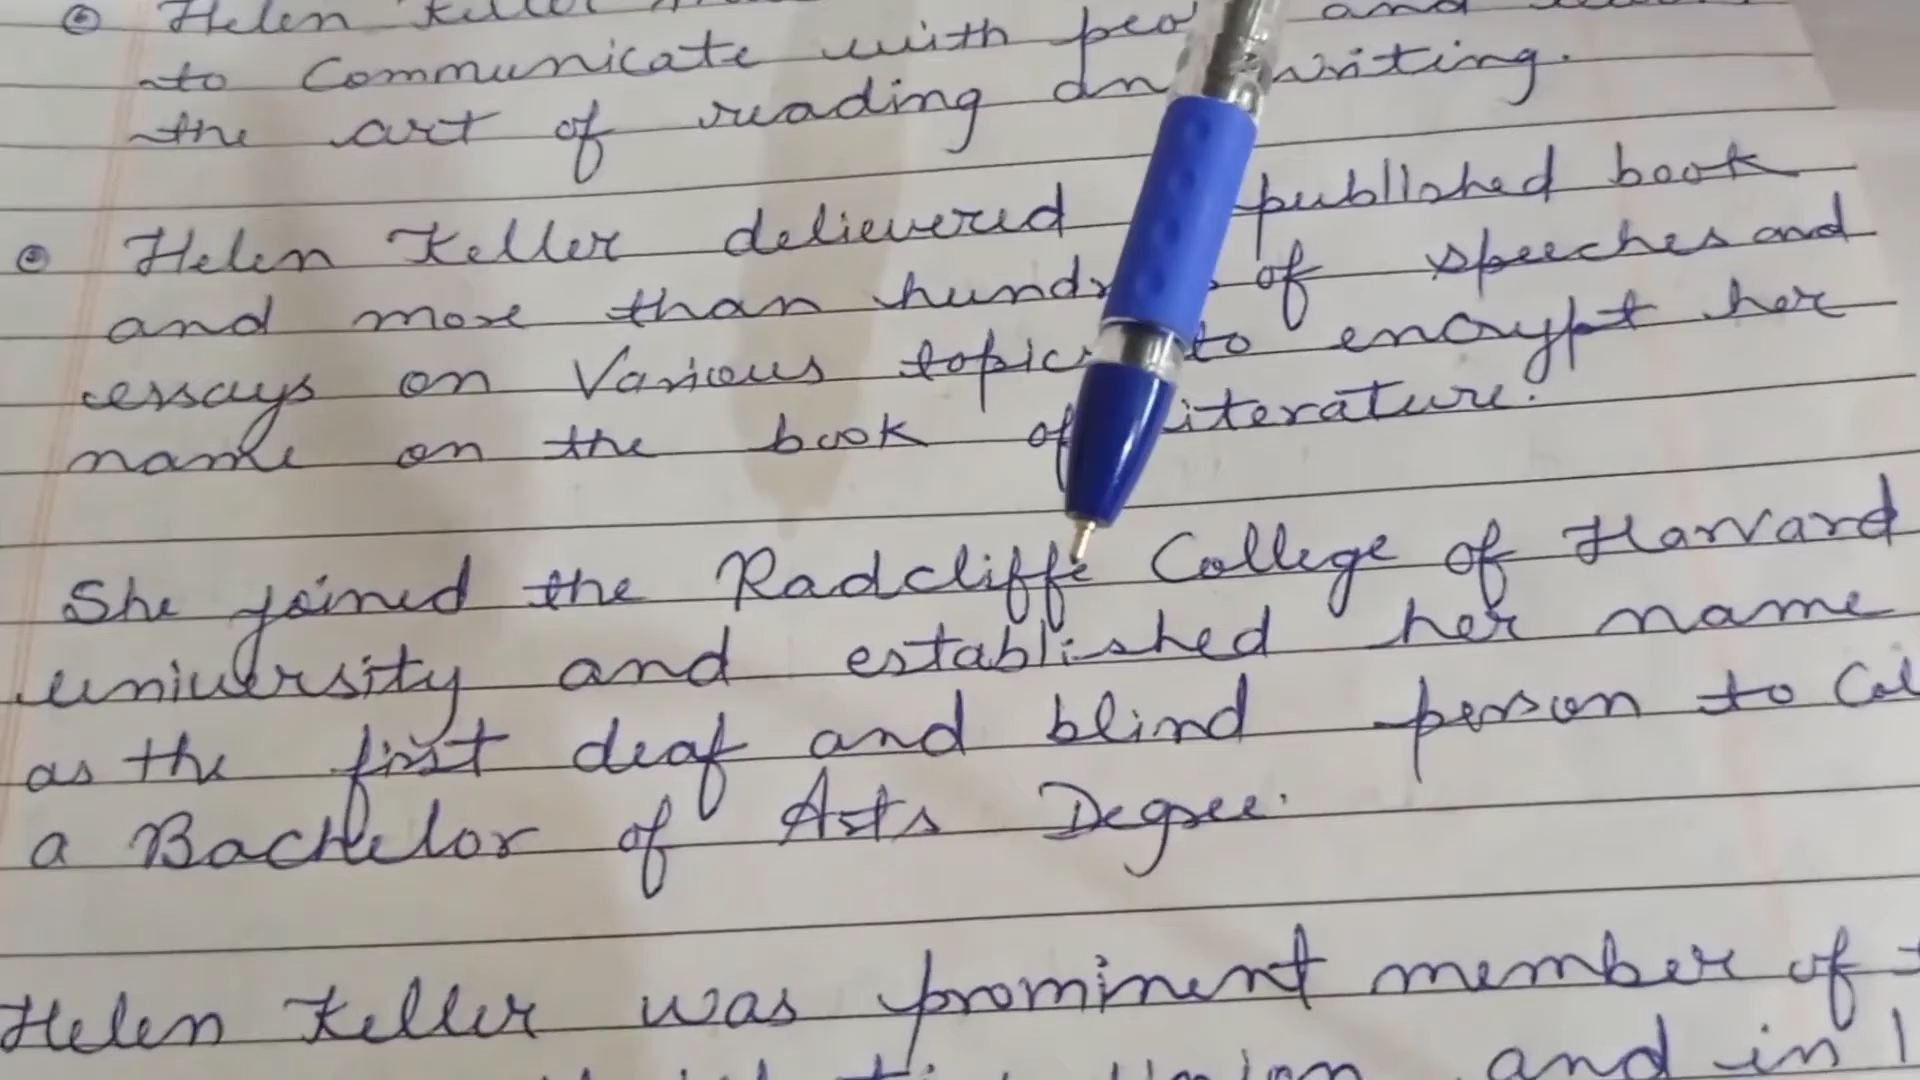 Helen Keller
to Communicate with and
the art of reading writing.
Helen Keller delievered published book
and more than of speeches and
essays on Various topics to encrypt her
name on the book of literature.
She joined the Radcliffe College of Harvard
university and established her name
as the first deaf and blind person to
a Bachelor of Arts Degree.
Helen Keller was prominent member of
and in